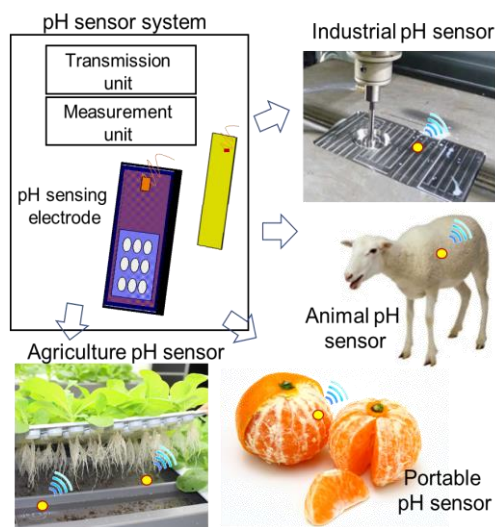 pH sensor system
Transmission
unit
Measurement
unit
pH sensing
electrode
Industrial pH sensor
Animal pH
sensor
Agriculture pH sensor
Portable
pH sensor